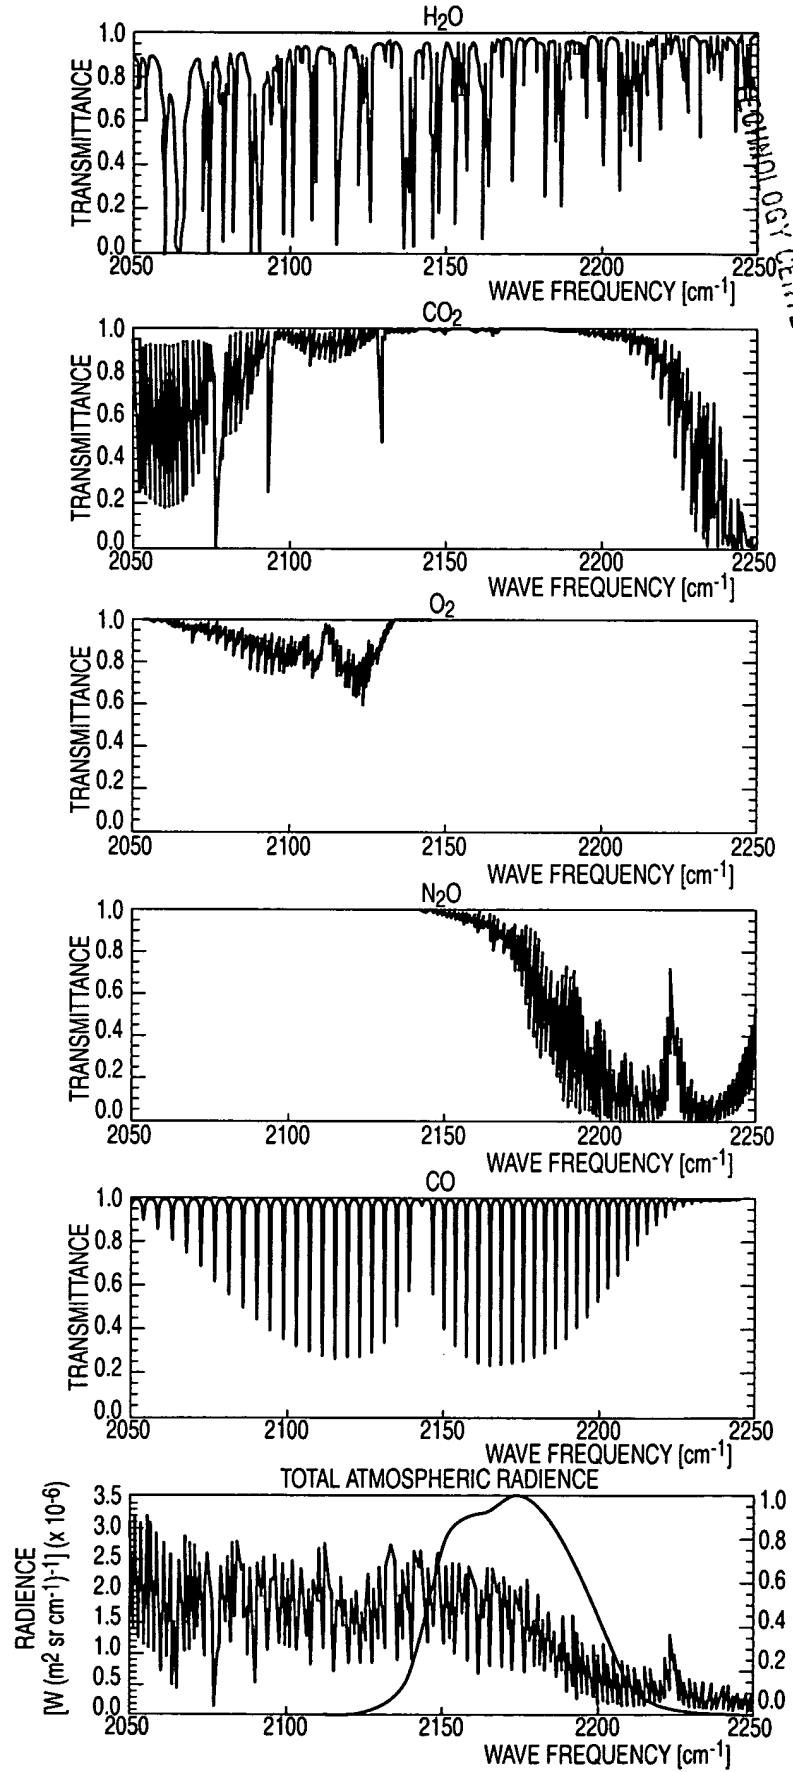 H2O
TRANSMITTANCE
1.0
0.8
0.6
0.4
0.2
0.0
2050 2100 2150 2200 2250
WAVE FREQUENCY [cm-1]
TECHNOLOGY CENTE
CO2
TRANSMITTANCE
1.0
0.8
0.6
0.4
0.2
0.0
2050 2100 2150 2200 2250
WAVE FREQUENCY [cm-1]
O2
TRANSMITTANCE
1.0
0.8
0.6
0.4
0.2
0.0
2050 2100 2150 2200 2250
WAVE FREQUENCY [cm-1]
N2O
TRANSMITTANCE
1.0
0.8
0.6
0.4
0.2
0.0
2050 2100 2150 2200 2250
WAVE FREQUENCY [cm-1]
CO
TRANSMITTANCE
1.0
0.8
0.6
0.4
0.2
0.0
2050 2100 2150 2200 2250
WAVE FREQUENCY [cm-1]
TOTAL ATMOSPHERIC RADIENCE
RADIENCE
[W (m2 sr cm-1)-1] (x 10-6)
3.5
3.0
2.5
2.0
1.5
1.0
0.5
0.0
1.0
0.8
0.6
0.4
0.2
0.0
2050 2100 2150 2200 2250
WAVE FREQUENCY [cm-1]